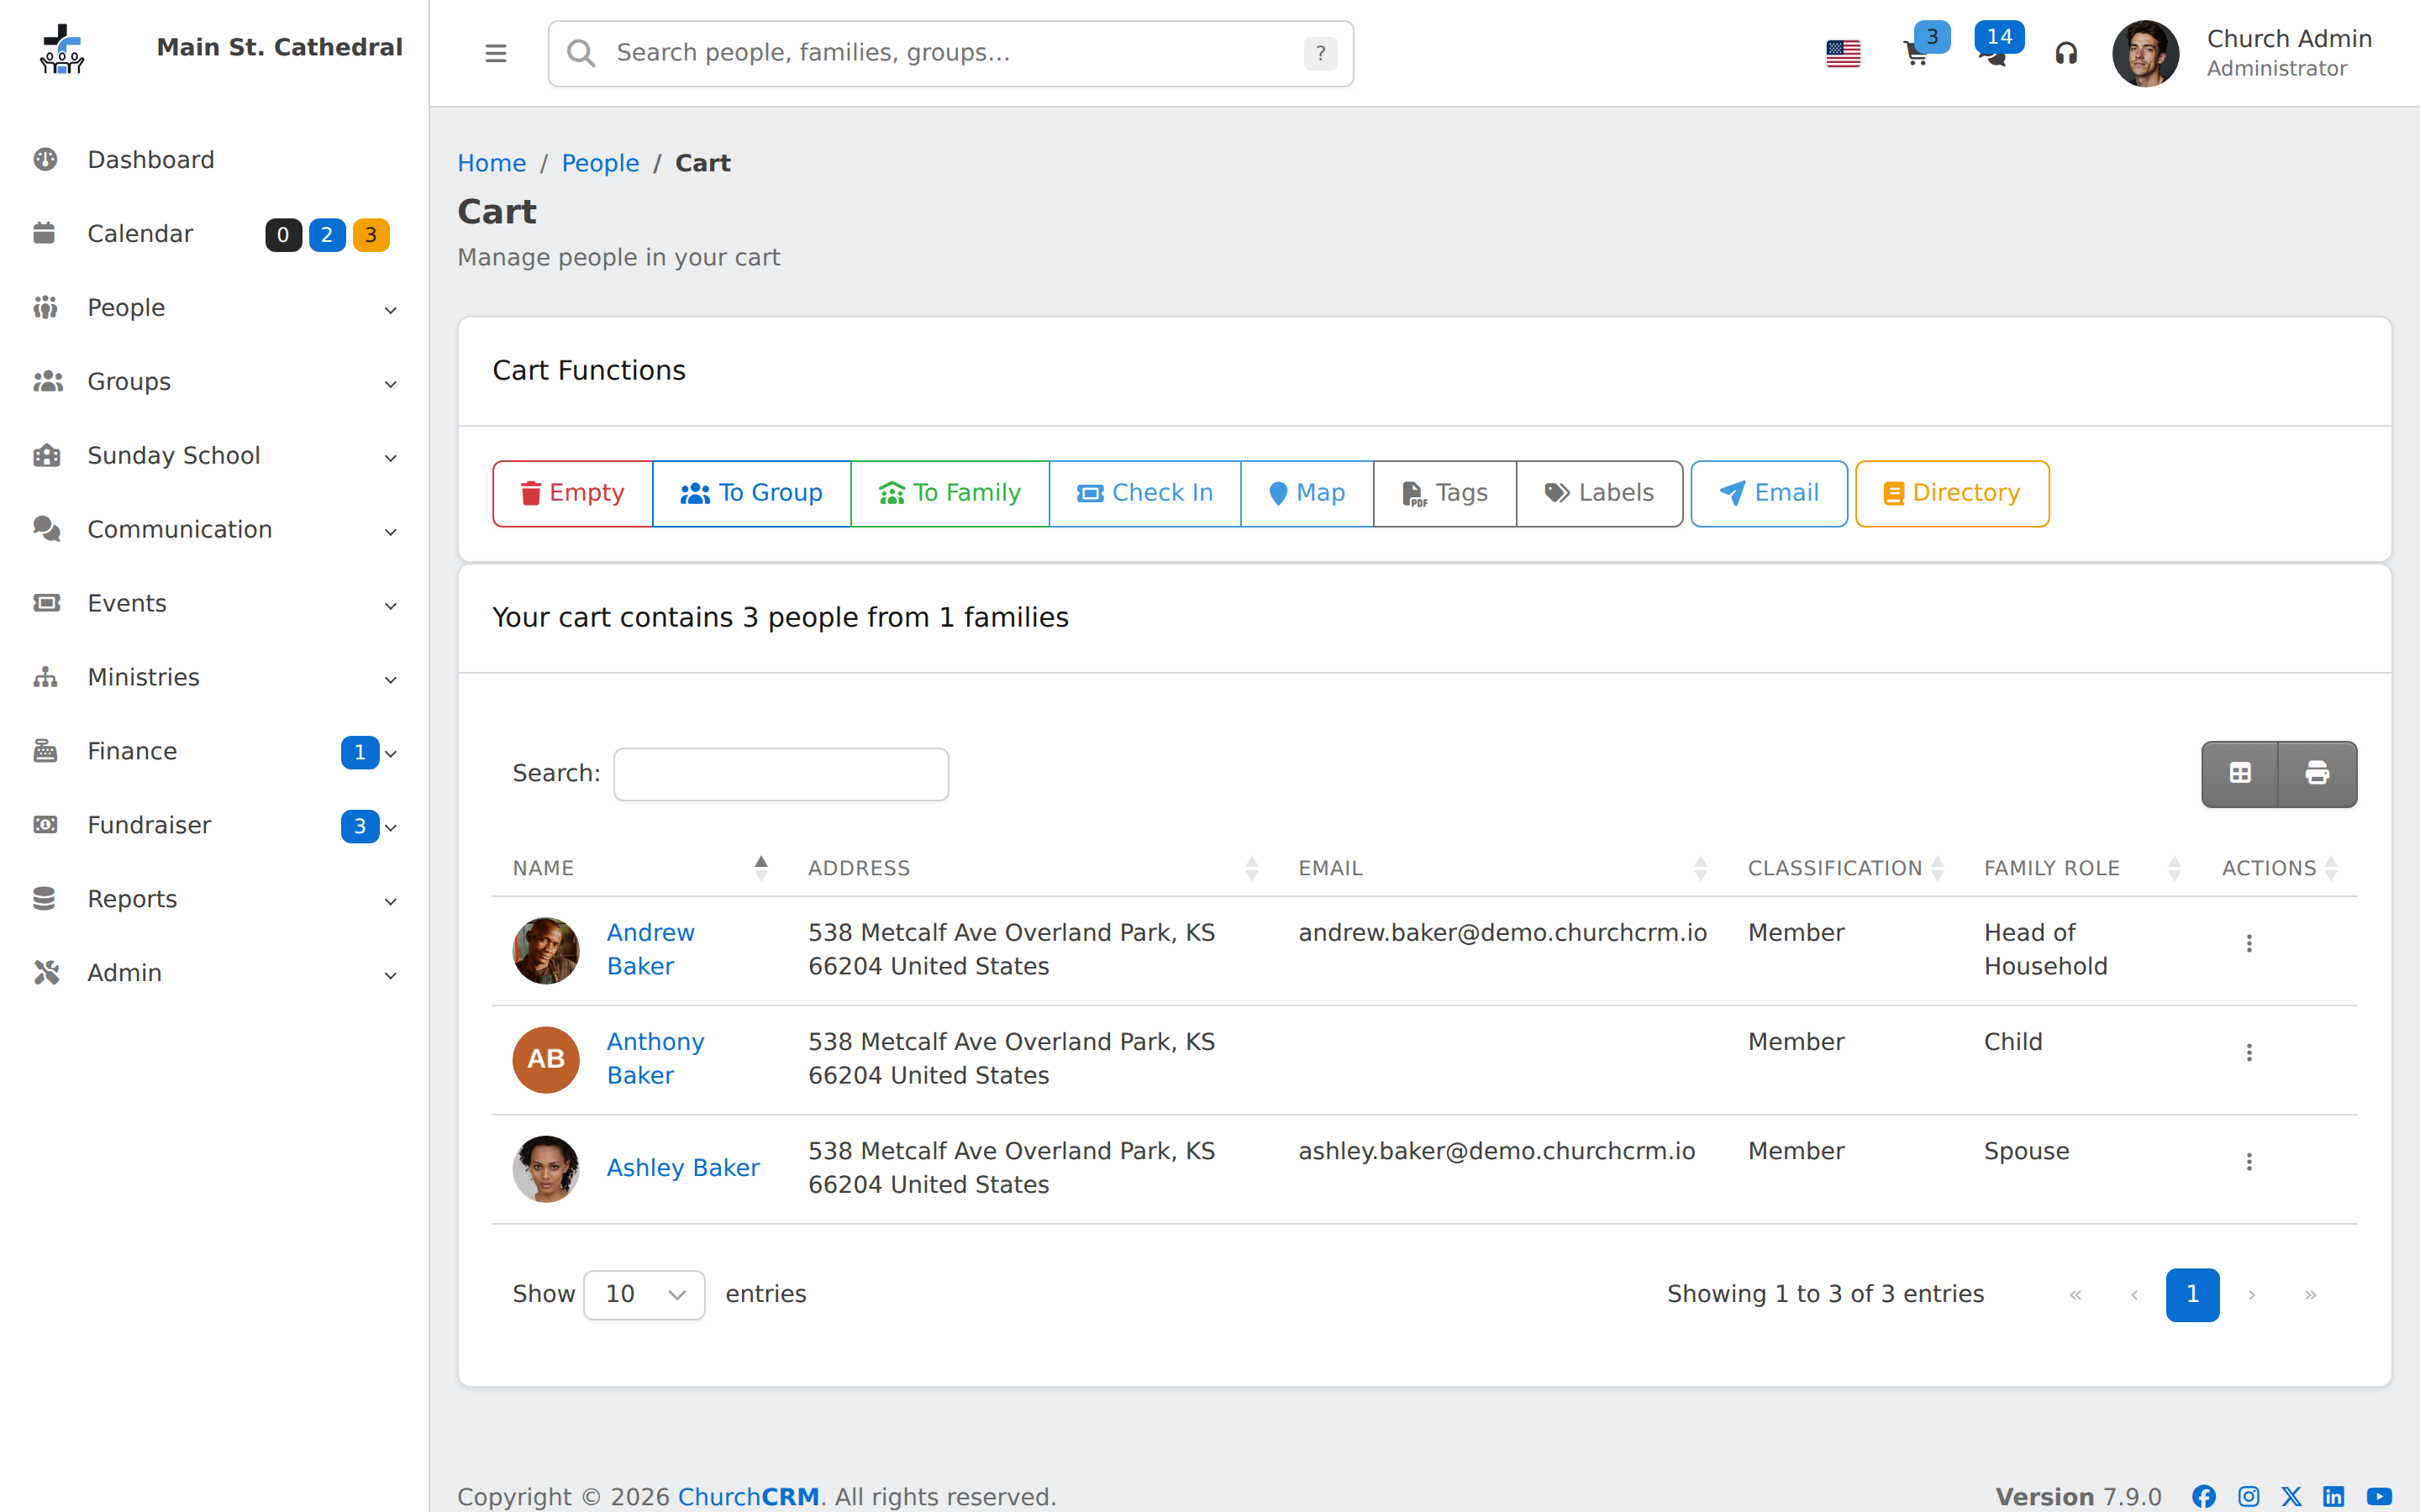 Main St. Cathedral
Search people, families, groups...
?
3
14
Church Admin
Administrator
Dashboard
Calendar 0 2 3
People
Groups
Sunday School
Communication
Events
Ministries
Finance 1
Fundraiser 3
Reports
Admin
Home / People / Cart
Cart
Manage people in your cart
Cart Functions
Empty To Group To Family Check In Map Tags Labels Email Directory
Your cart contains 3 people from 1 families
Search:
NAME ADDRESS EMAIL CLASSIFICATION FAMILY ROLE ACTIONS
Andrew 538 Metcalf Ave Overland Park, KS andrew.baker@demo.churchcrm.io Member Head of
Baker 66204 United States Household
AB
Anthony 538 Metcalf Ave Overland Park, KS Member Child
Baker 66204 United States
Ashley Baker 538 Metcalf Ave Overland Park, KS ashley.baker@demo.churchcrm.io Member Spouse
66204 United States
Show 10 entries Showing 1 to 3 of 3 entries « ‹ 1 › »
Copyright © 2026 ChurchCRM. All rights reserved. Version 7.9.0